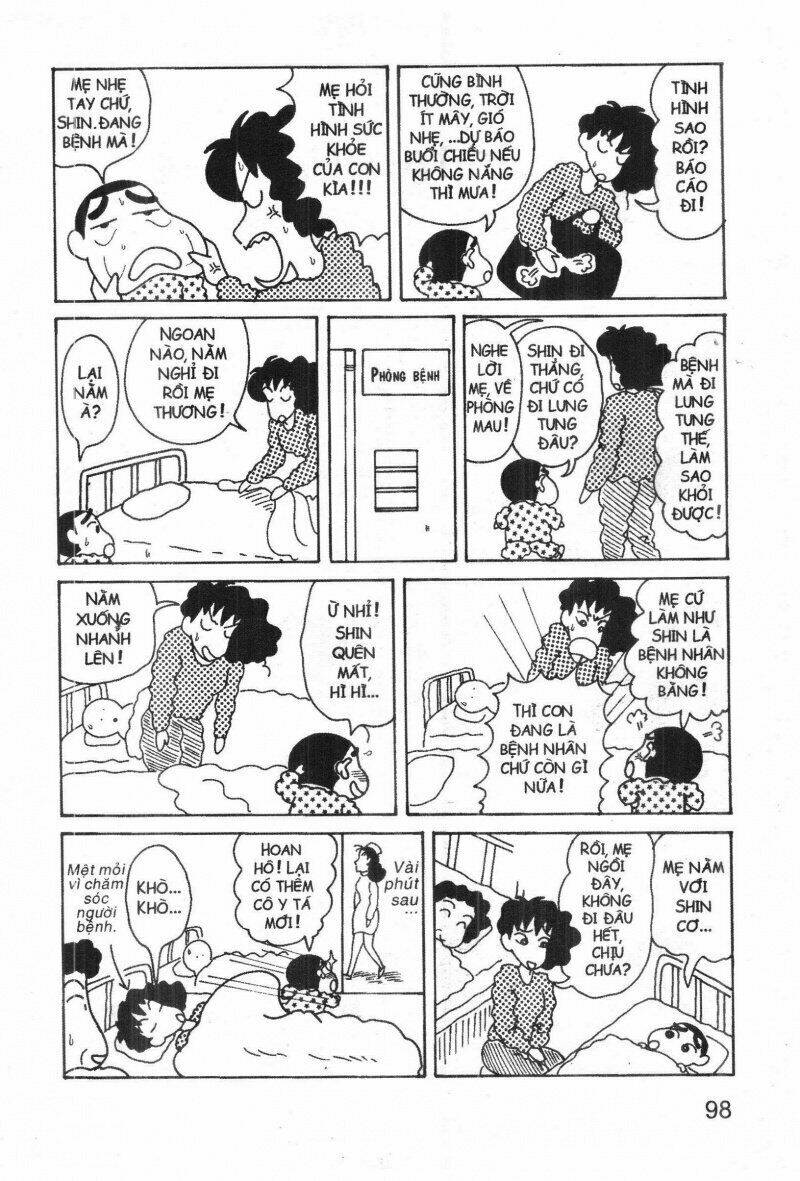 TÌNH
HÌNH
SAO
RỒI?
BÁO
CÁO
ĐI!
CŨNG BÌNH
THƯỜNG, TRỜI
ÍT MÂY, GIÓ
NHẸ, ...DỰ BÁO
BUỔI CHIỀU NẾU
KHÔNG NẮNG
THÌ MƯA!
MẸ HỎI
TÌNH
HÌNH SỨC
KHỎE
CỦA CON
KÌA!!!
MẸ NHẸ
TAY CHỨ,
SHIN.ĐANG
BỆNH MÀ!
BỆNH
MÀ ĐI
LUNG
TUNG
THẾ,
LÀM
SAO
KHỎI
ĐƯỢC!
SHIN ĐI
THẲNG,
CHỨ CÓ
ĐI LUNG
TUNG
ĐÂU?
NGHE
LỜI
MẸ, VỀ
PHÒNG
MAU!
PHÒNG BỆNH
NGOAN
NÀO, NẰM
NGHỈ ĐI
RỒI MẸ
THƯƠNG!
LẠI
NẰM
À?
MẸ CỨ
LÀM NHƯ
SHIN LÀ
BỆNH NHÂN
KHÔNG
BẰNG!
THÌ CON
ĐANG LÀ
BỆNH NHÂN
CHỨ CÒN GÌ
NỮA!
Ừ NHỈ!
SHIN
QUÊN
MẤT,
HÌ HÌ...
NẰM
XUỐNG
NHANH
LÊN!
MẸ NẰM
VỚI
SHIN
CƠ...
RỒI, MẸ
NGỒI
ĐÂY,
KHÔNG
ĐI ĐÂU
HẾT,
CHỊU
CHƯA?
Vài
phút
sau
...
HOAN
HÔ! LẠI
CÓ THÊM
CÔ Y TÁ
MỚI!
KHÒ...
KHÒ...
Mệt mỏi
vì chăm
sóc
người
bệnh.
98